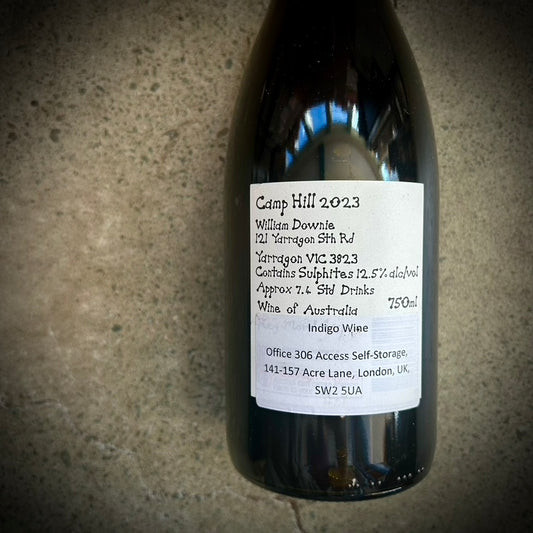 Camp Hill 2023
William Downie
121 Yarragon Sth Rd
Yarragon VIC 3823
Contains Sulphites 12.5% alc/vol
Approx 7.4 Std Drinks
Wine of Australia 750ml
Indigo Wine
Office 306 Access Self-Storage,
141-157 Acre Lane, London, UK,
SW2 5UA